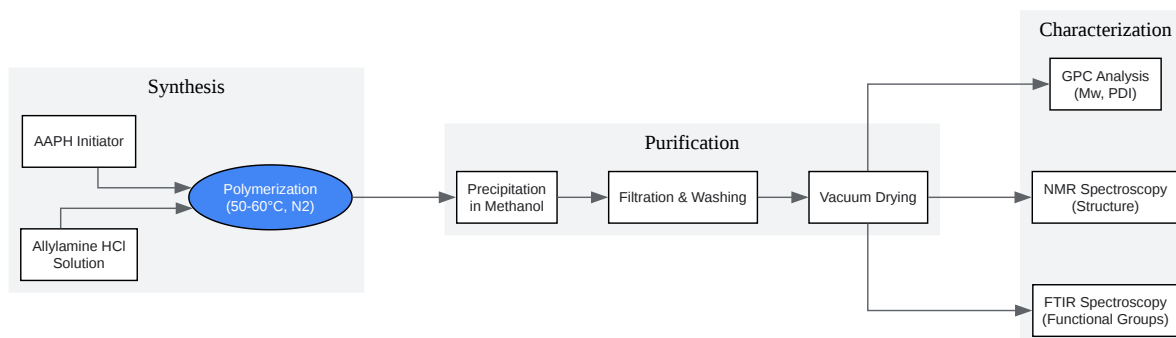 Synthesis
AAPH Initiator
Allylamine HCl
Solution
Polymerization
(50-60°C, N2)
Purification
Precipitation
in Methanol
Filtration & Washing
Vacuum Drying
Characterization
GPC Analysis
(Mw, PDI)
NMR Spectroscopy
(Structure)
FTIR Spectroscopy
(Functional Groups)